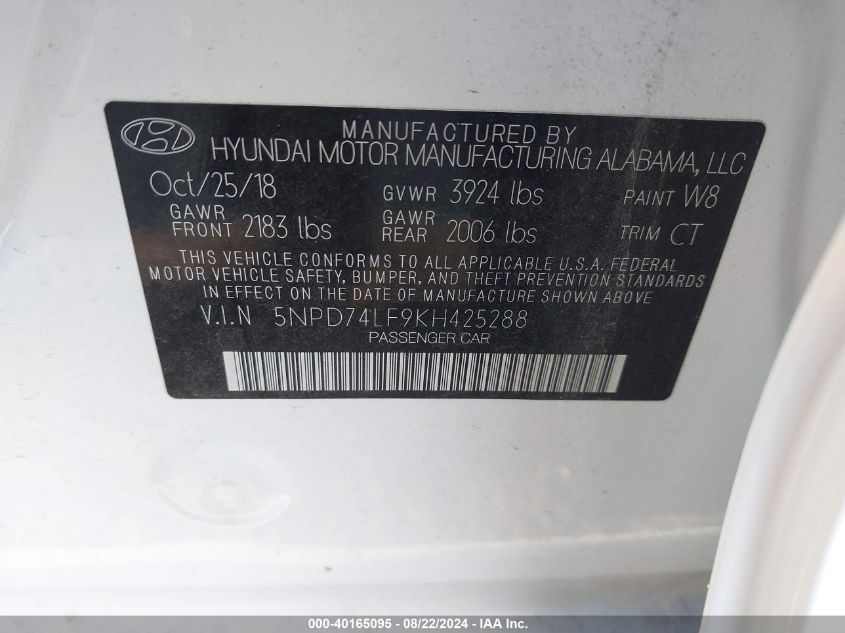 MANUFACTURED BY
HYUNDAI MOTOR MANUFACTURING ALABAMA, LLC
Oct/25/18 GVWR 3924 lbs PAINT W8
GAWR FRONT 2183 lbs GAWR REAR 2006 lbs TRIM CT
THIS VEHICLE CONFORMS TO ALL APPLICABLE U.S.A. FEDERAL
MOTOR VEHICLE SAFETY, BUMPER, AND THEFT PREVENTION STANDARDS
IN EFFECT ON THE DATE OF MANUFACTURE SHOWN ABOVE.
V.I.N 5NPD74LF9KH425288
PASSENGER CAR
000-40165095 - 08/22/2024 - IAA Inc.